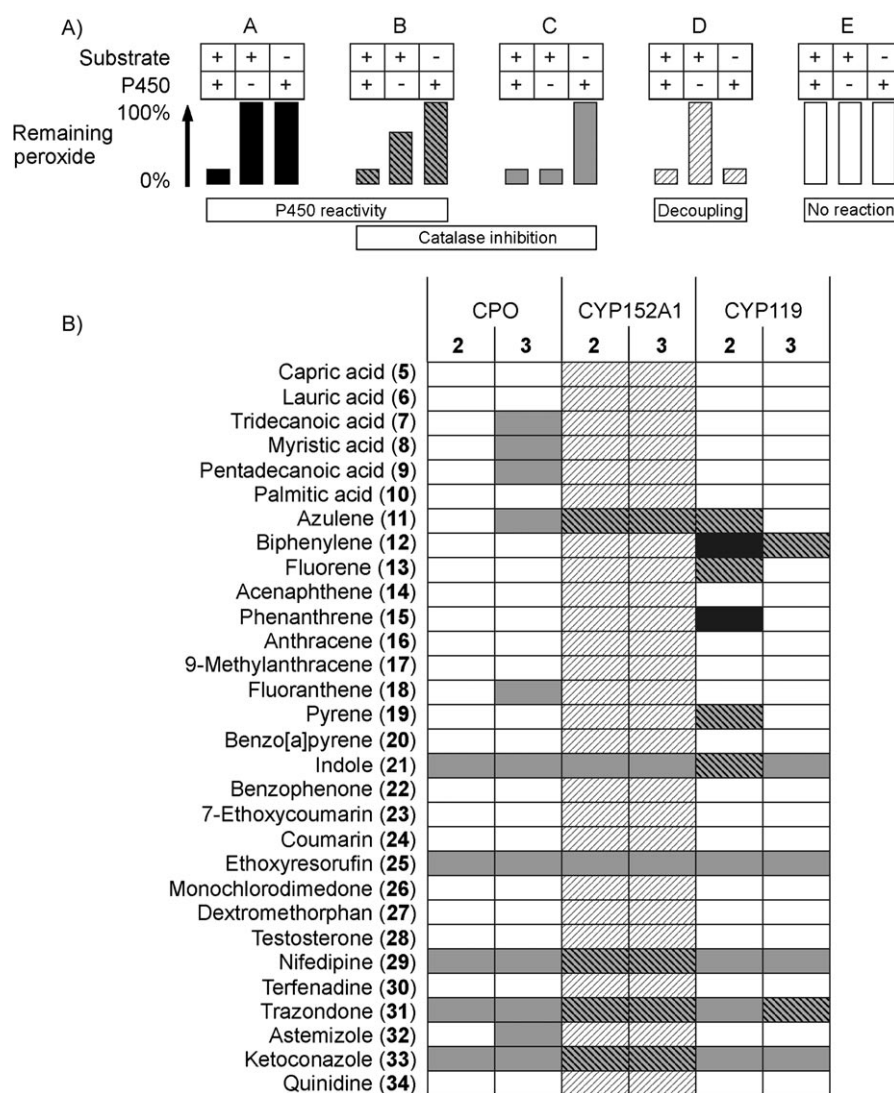 A) A B C D E
Substrate + + - + + - + + - + + - + + -
P450 + - + + - + + - + + - + + - +
100%
Remaining
peroxide
0%
P450 reactivity Decoupling No reaction
Catalase inhibition
B) CPO CYP152A1 CYP119
2 3 2 3 2 3
Capric acid (5)
Lauric acid (6)
Tridecanoic acid (7)
Myristic acid (8)
Pentadecanoic acid (9)
Palmitic acid (10)
Azulene (11)
Biphenylene (12)
Fluorene (13)
Acenaphthene (14)
Phenanthrene (15)
Anthracene (16)
9-Methylanthracene (17)
Fluoranthene (18)
Pyrene (19)
Benzo[a]pyrene (20)
Indole (21)
Benzophenone (22)
7-Ethoxycoumarin (23)
Coumarin (24)
Ethoxyresorufin (25)
Monochlorodimedone (26)
Dextromethorphan (27)
Testosterone (28)
Nifedipine (29)
Terfenadine (30)
Trazondone (31)
Astemizole (32)
Ketoconazole (33)
Quinidine (34)